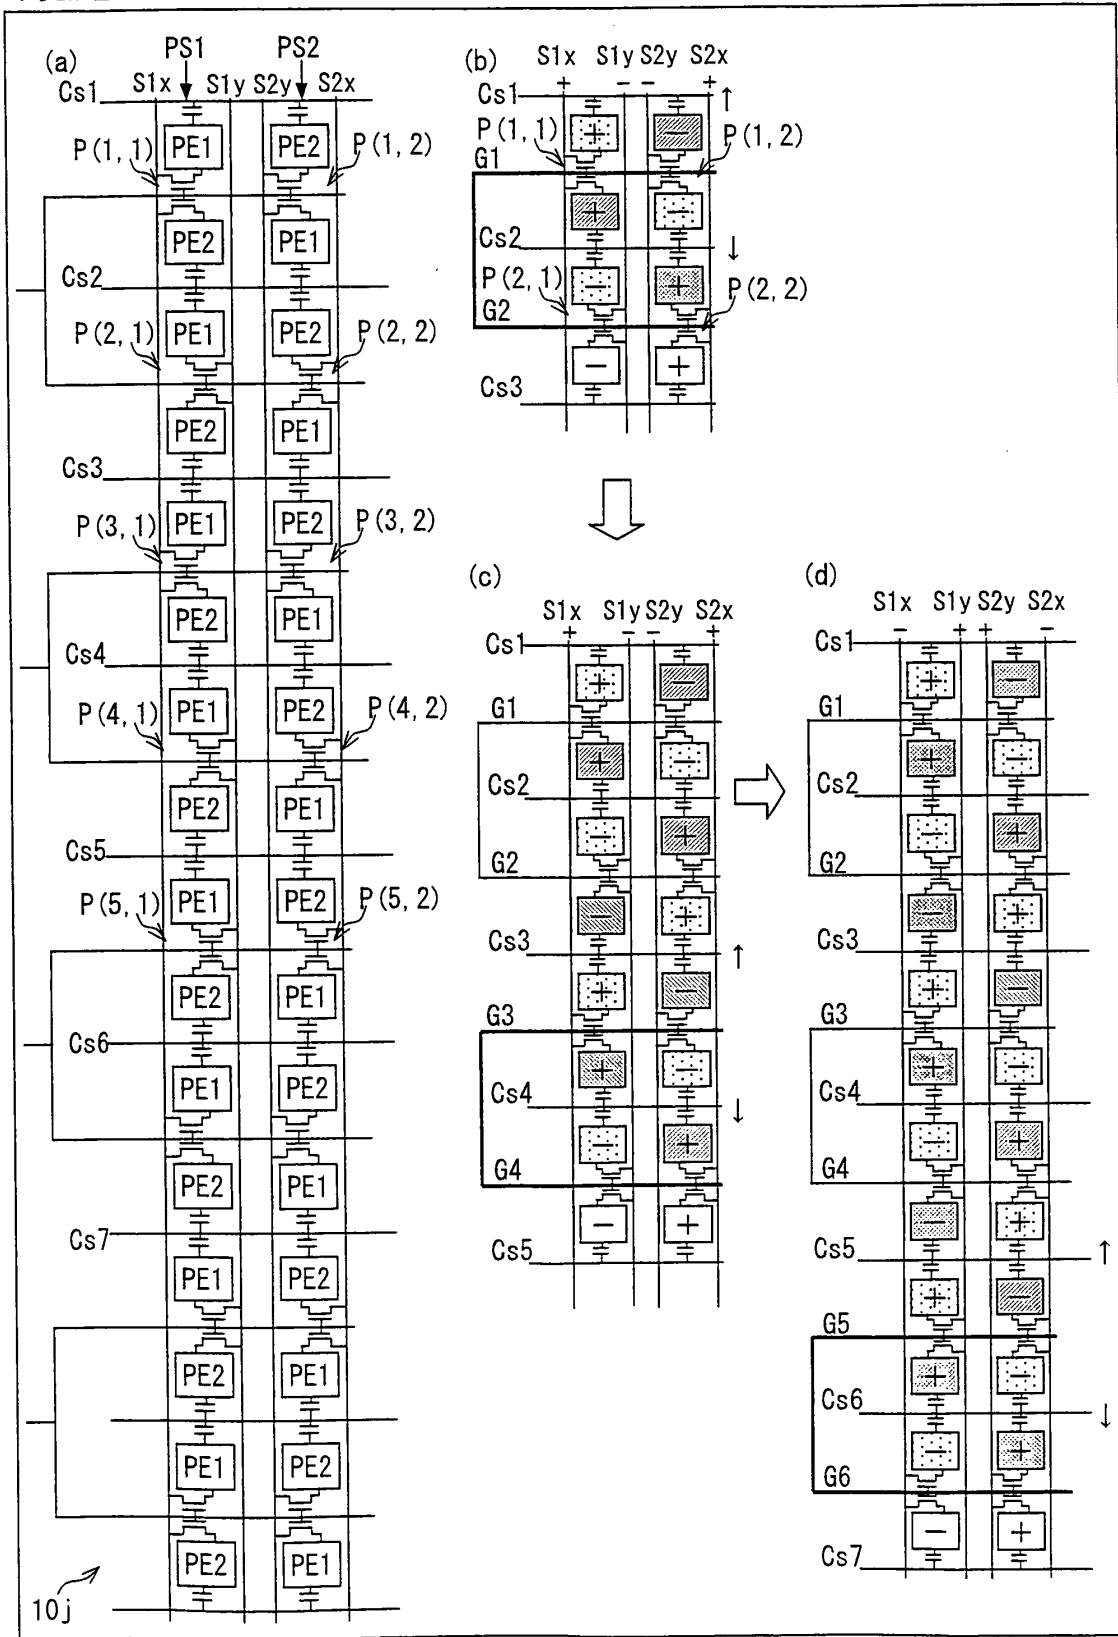 (a)
PS1 PS2
S1x S1y S2y S2x
Cs1
PE1 PE2
P(1, 1) P(1, 2)
PE2 PE1
Cs2
PE1 PE2
P(2, 1) P(2, 2)
PE2 PE1
Cs3
PE1 PE2
P(3, 1) P(3, 2)
PE2 PE1
Cs4
PE1 PE2
P(4, 1) P(4, 2)
PE2 PE1
Cs5
PE1 PE2
P(5, 1) P(5, 2)
PE2 PE1
Cs6
PE1 PE2
PE2 PE1
Cs7
PE1 PE2
PE2 PE1
PE1 PE2
PE2 PE1
10j
(b)
S1x S1y S2y S2x
+ - - +
Cs1 ↑
+ -
P(1, 1) P(1, 2)
G1
+ -
Cs2 ↓
- +
P(2, 1) P(2, 2)
G2
- +
Cs3
(c)
S1x S1y S2y S2x
+ - - +
Cs1
+ -
G1
+ -
Cs2
- +
G2
- +
Cs3 ↑
+ -
G3
+ -
Cs4 ↓
- +
G4
- +
Cs5
(d)
S1x S1y S2y S2x
- + + -
Cs1
+ -
G1
+ -
Cs2
- +
G2
- +
Cs3
+ -
G3
+ -
Cs4
- +
G4
- +
Cs5 ↑
+ -
G5
+ -
Cs6 ↓
- +
G6
- +
Cs7